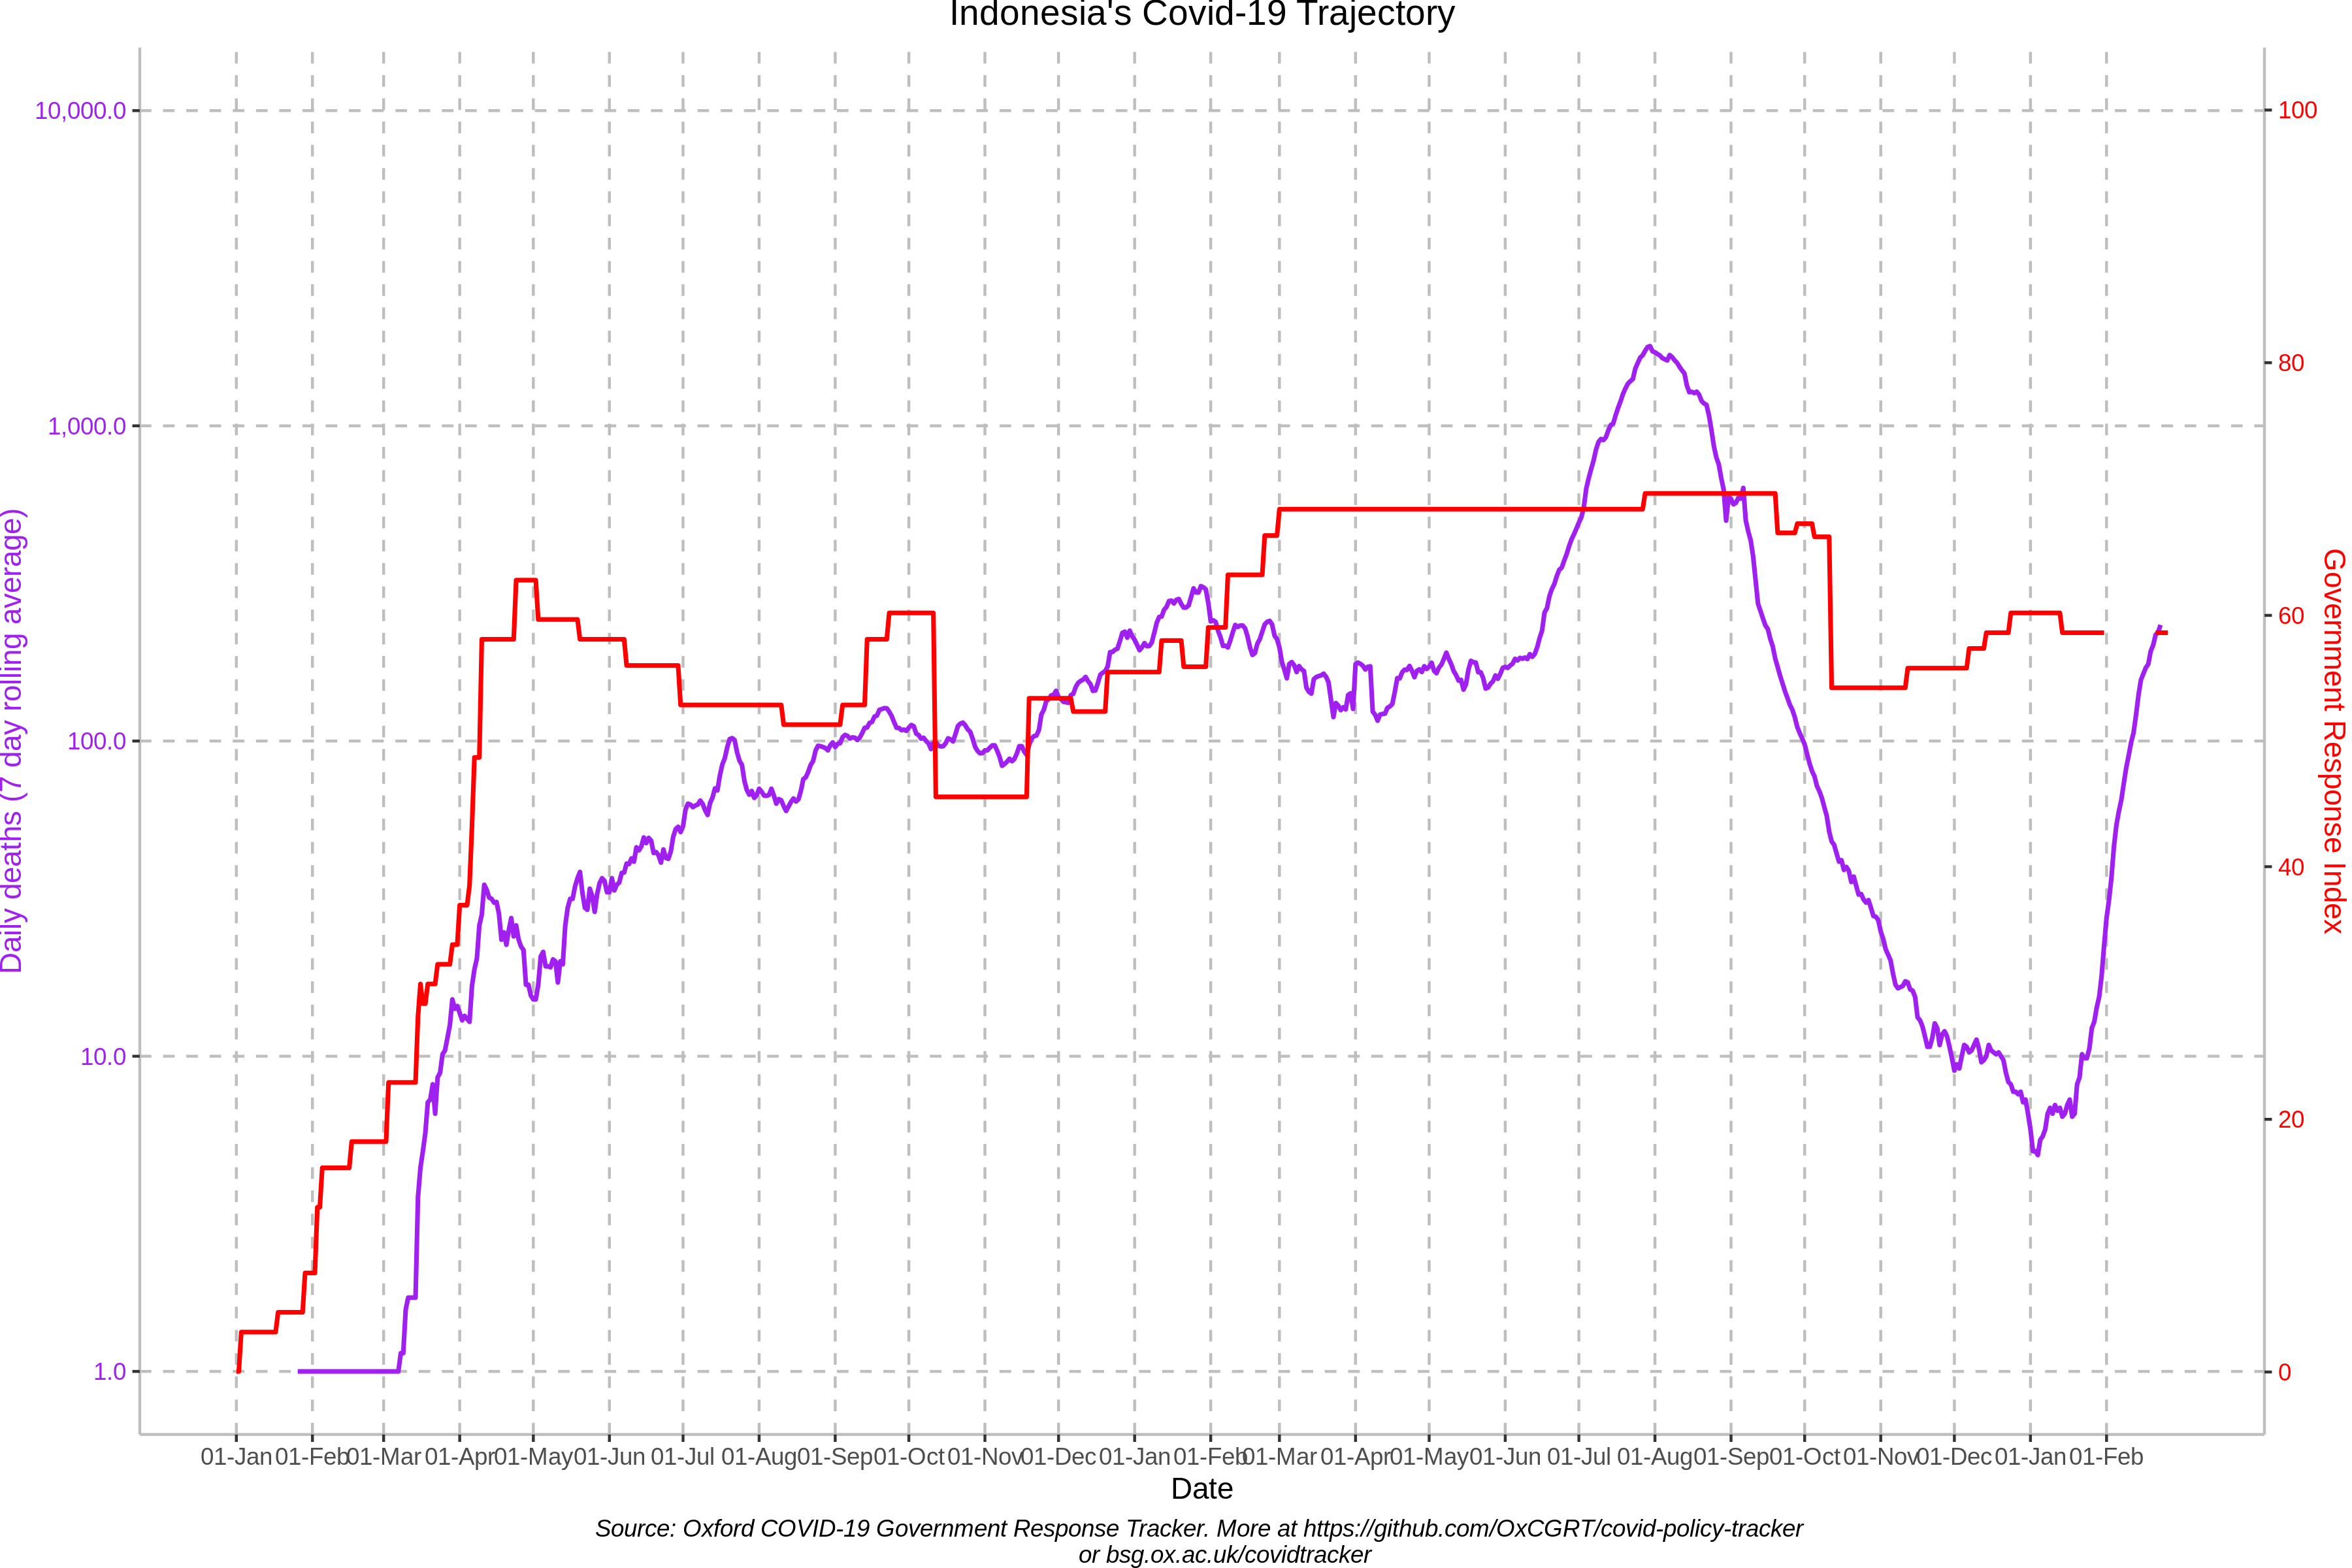 Indonesia's Covid-19 Trajectory
10,000.0
1,000.0
100.0
10.0
1.0
Daily deaths (7 day rolling average)
100
80
60
40
20
0
Government Response Index
01-Jan 01-Feb 01-Mar 01-Apr 01-May 01-Jun 01-Jul 01-Aug 01-Sep 01-Oct 01-Nov 01-Dec 01-Jan 01-Feb 01-Mar 01-Apr 01-May 01-Jun 01-Jul 01-Aug 01-Sep 01-Oct 01-Nov 01-Dec 01-Jan 01-Feb
Date
Source: Oxford COVID-19 Government Response Tracker. More at https://github.com/OxCGRT/covid-policy-tracker
or bsg.ox.ac.uk/covidtracker